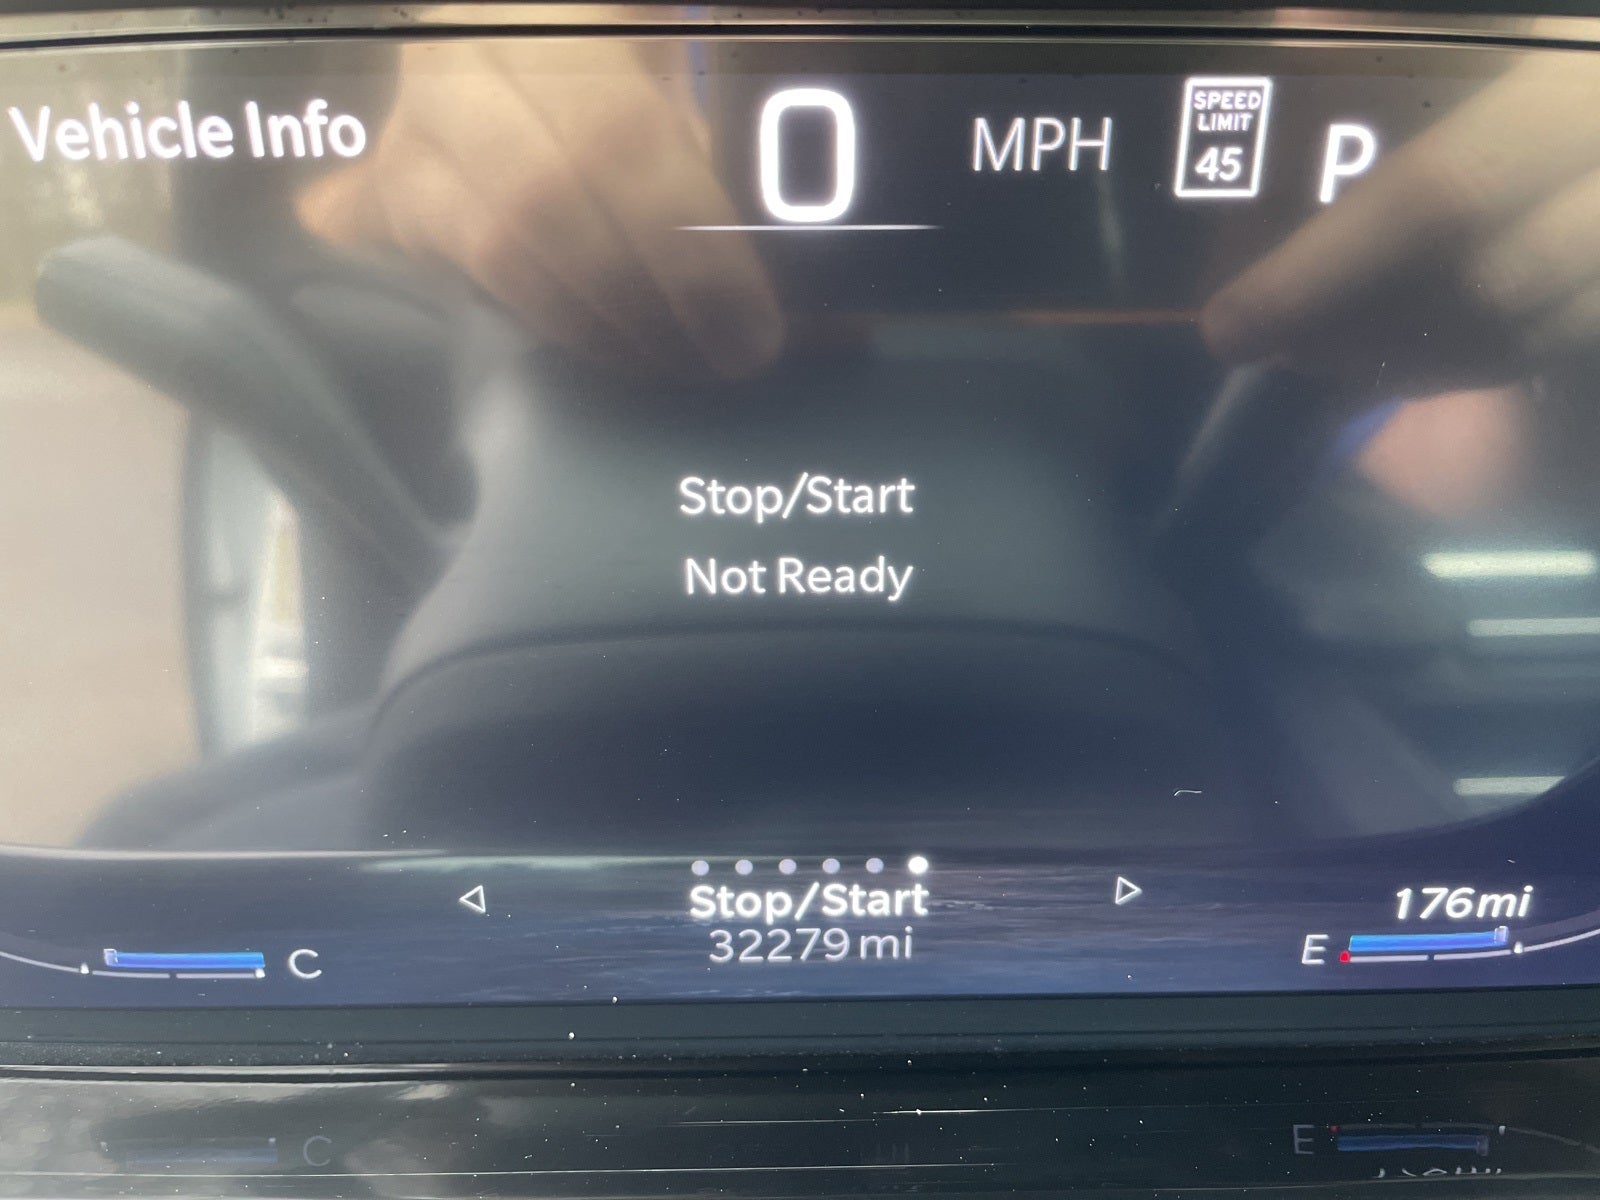 Vehicle Info
0 MPH
SPEED
LIMIT
45
P
Stop/Start
Not Ready
Stop/Start
32279 mi
176mi
C
E
C
E